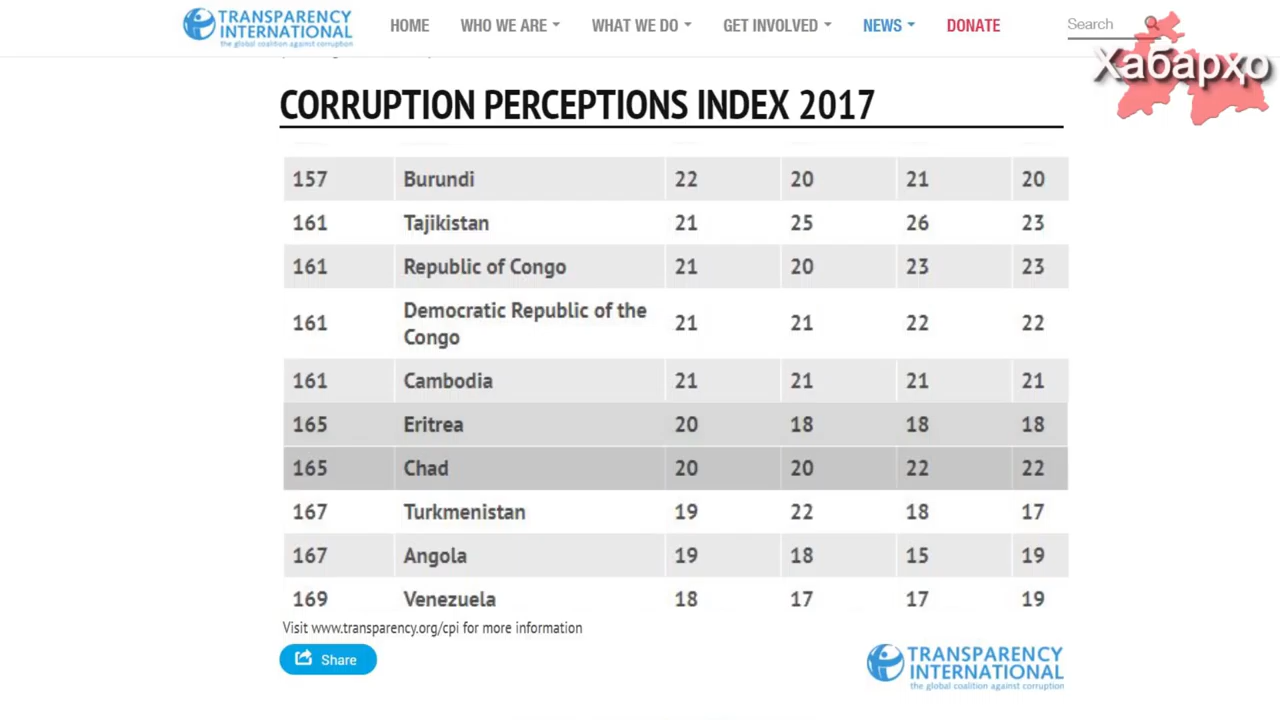 TRANSPARENCY
INTERNATIONAL
the global coalition against corruption
HOME WHO WE ARE WHAT WE DO GET INVOLVED NEWS DONATE Search
Хабарҳо
CORRUPTION PERCEPTIONS INDEX 2017
157 Burundi 22 20 21 20
161 Tajikistan 21 25 26 23
161 Republic of Congo 21 20 23 23
161 Democratic Republic of the Congo 21 21 22 22
161 Cambodia 21 21 21 21
165 Eritrea 20 18 18 18
165 Chad 20 20 22 22
167 Turkmenistan 19 22 18 17
167 Angola 19 18 15 19
169 Venezuela 18 17 17 19
Visit www.transparency.org/cpi for more information
Share
TRANSPARENCY
INTERNATIONAL
the global coalition against corruption